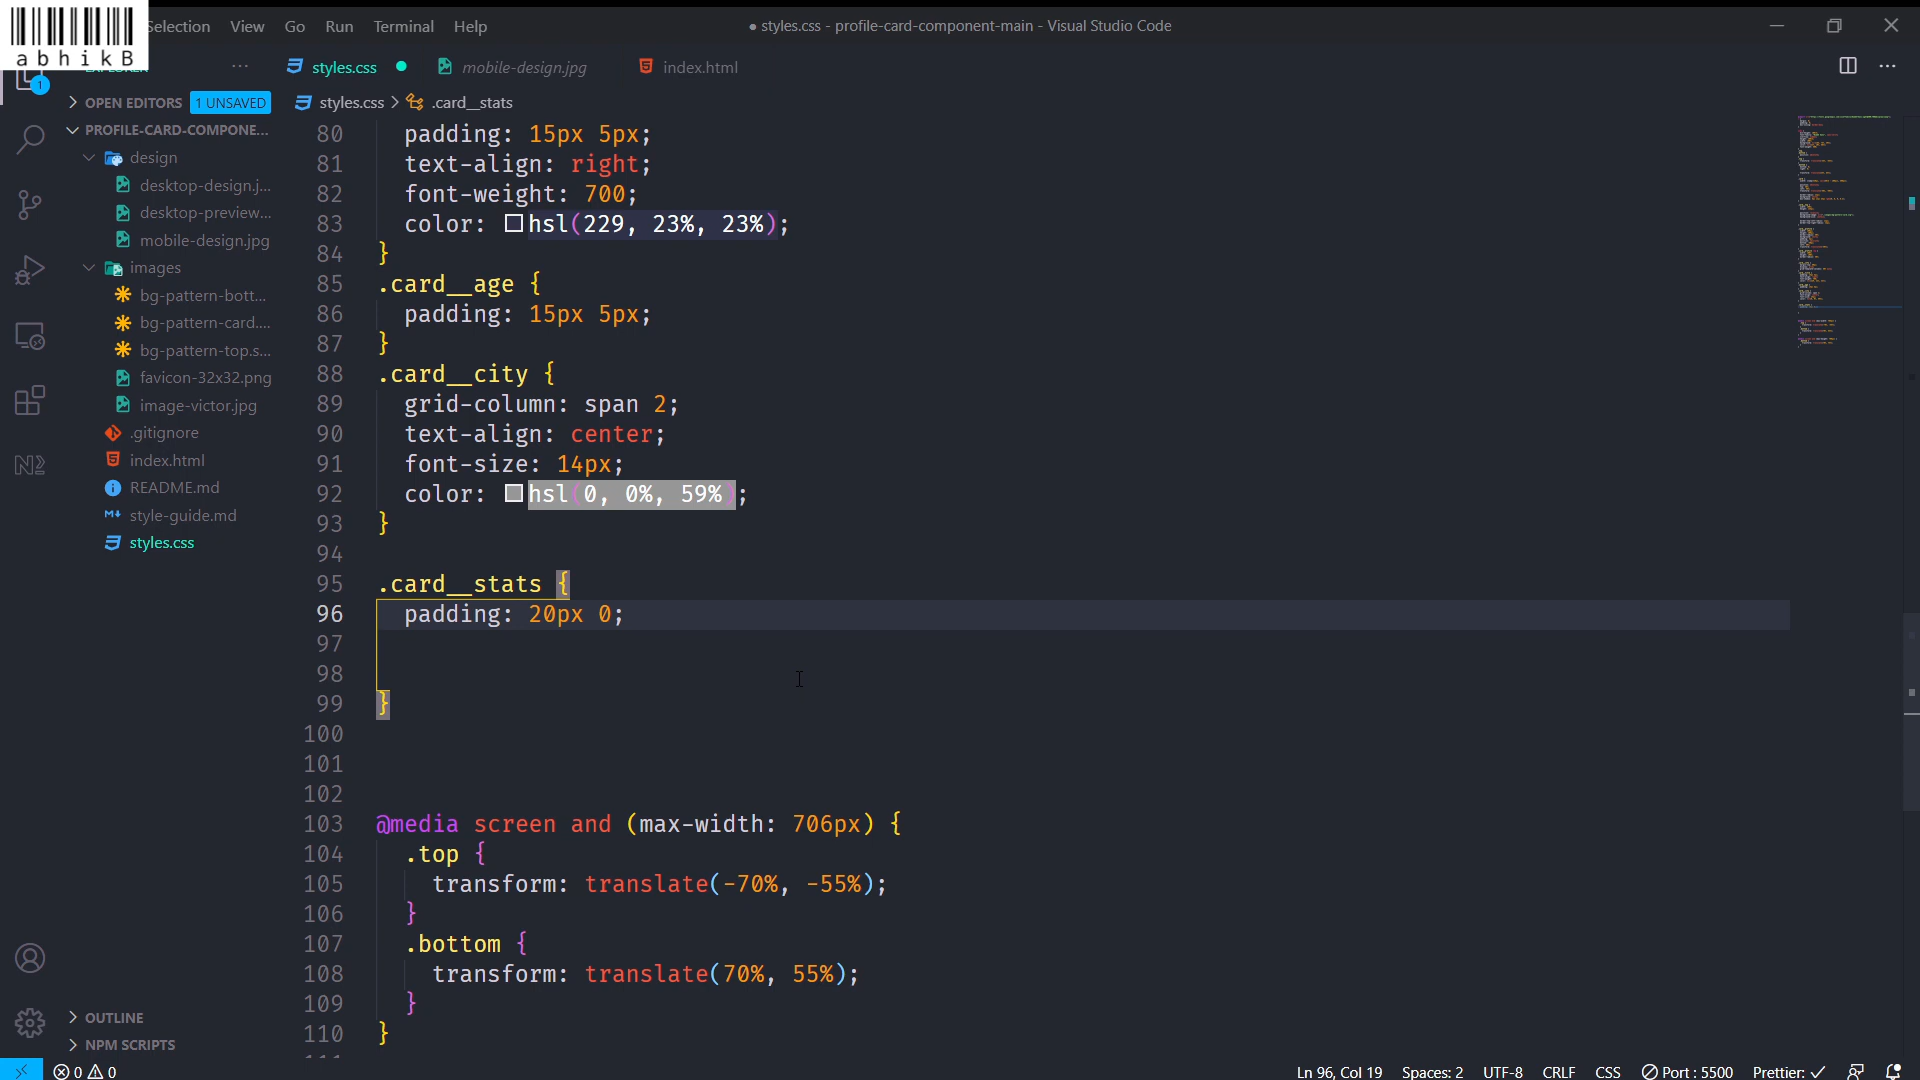 abhikB
Selection View Go Run Terminal Help
● styles.css - profile-card-component-main - Visual Studio Code
EXPLORER
1
styles.css
mobile-design.jpg
index.html
OPEN EDITORS 1 UNSAVED
styles.css > .card__stats
PROFILE-CARD-COMPONE...
design
desktop-design.j...
desktop-preview...
mobile-design.jpg
images
bg-pattern-bott...
bg-pattern-card....
bg-pattern-top.s...
favicon-32x32.png
image-victor.jpg
.gitignore
index.html
README.md
style-guide.md
styles.css
OUTLINE
NPM SCRIPTS
80 padding: 15px 5px;
81 text-align: right;
82 font-weight: 700;
83 color: hsl(229, 23%, 23%);
84 }
85 .card__age {
86 padding: 15px 5px;
87 }
88 .card__city {
89 grid-column: span 2;
90 text-align: center;
91 font-size: 14px;
92 color: hsl(0, 0%, 59%);
93 }
94
95 .card__stats {
96 padding: 20px 0;
97
98
99 }
100
101
102
103 @media screen and (max-width: 706px) {
104 .top {
105 transform: translate(-70%, -55%);
106 }
107 .bottom {
108 transform: translate(70%, 55%);
109 }
110 }
0 0
Ln 96, Col 19 Spaces: 2 UTF-8 CRLF CSS Port : 5500 Prettier: ✓